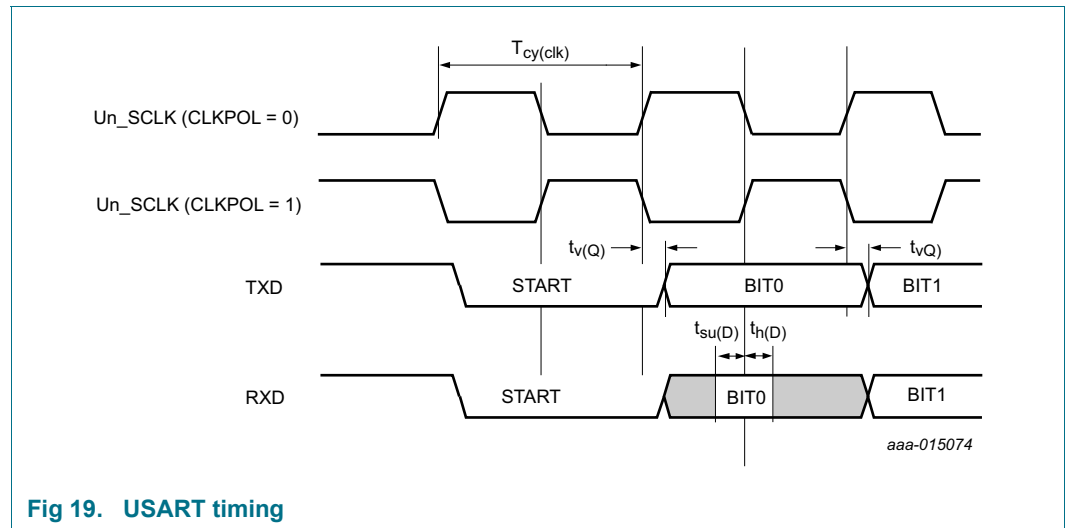 Tcy(clk)
Un_SCLK (CLKPOL = 0)
Un_SCLK (CLKPOL = 1)
tv(Q)
tvQ)
TXD
START
BIT0
BIT1
tsu(D)
th(D)
RXD
START
BIT0
BIT1
aaa-015074
Fig 19. USART timing